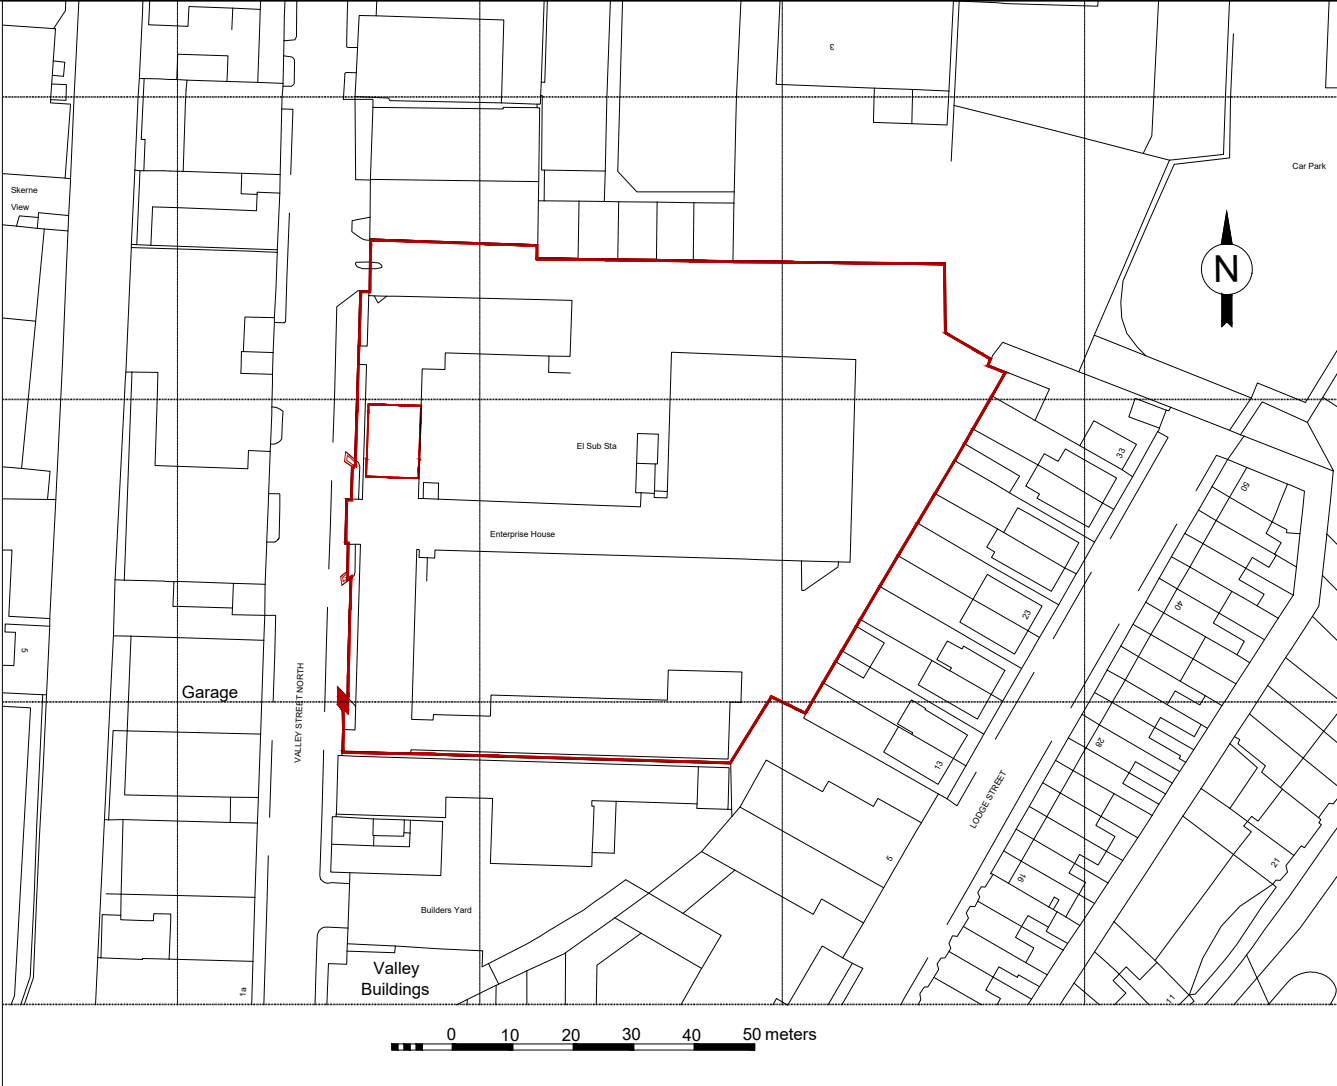 3
Car Park
Skerne
View
N
33
El Sub Sta
50
Enterprise House
40
23
5
VALLEY STREET NORTH
Garage
28
13
LODGE STREET
5
21
16
Builders Yard
Valley
Buildings
1a
11
0 10 20 30 40 50 meters